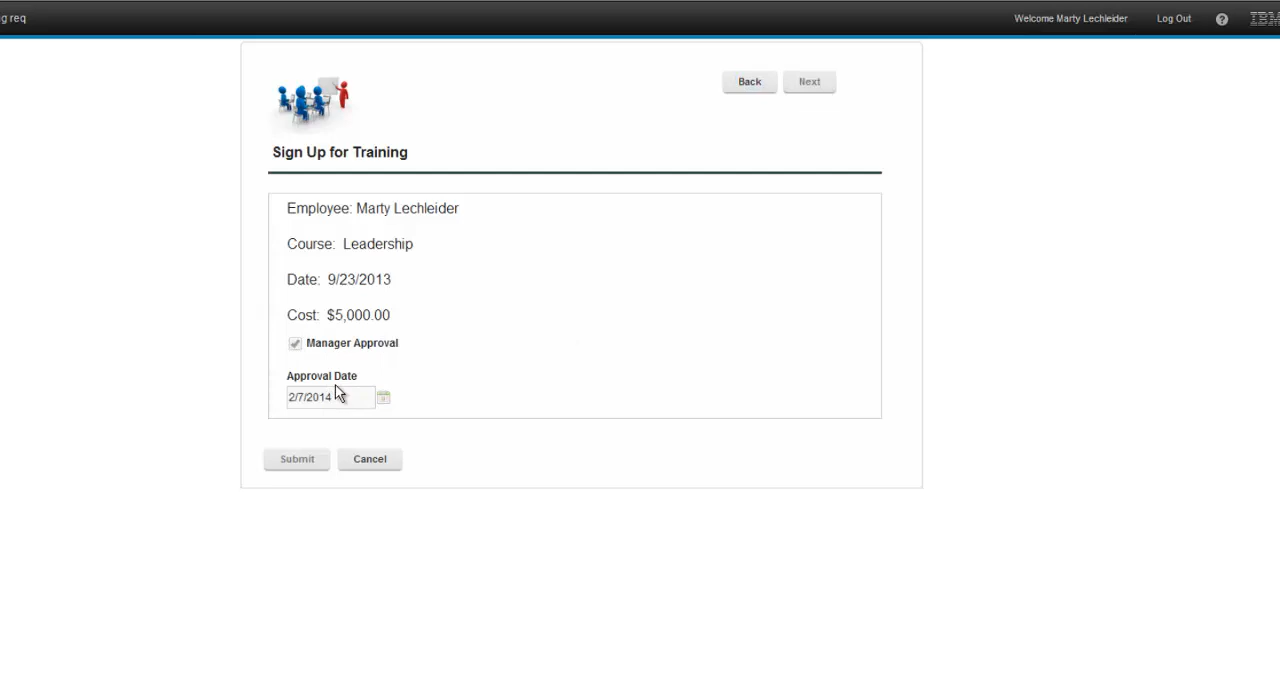 g req
Welcome Marty Lechleider
Log Out
?
IBM
Back
Next
Sign Up for Training
Employee: Marty Lechleider
Course: Leadership
Date: 9/23/2013
Cost: $5,000.00
Manager Approval
Approval Date
2/7/2014
Submit
Cancel